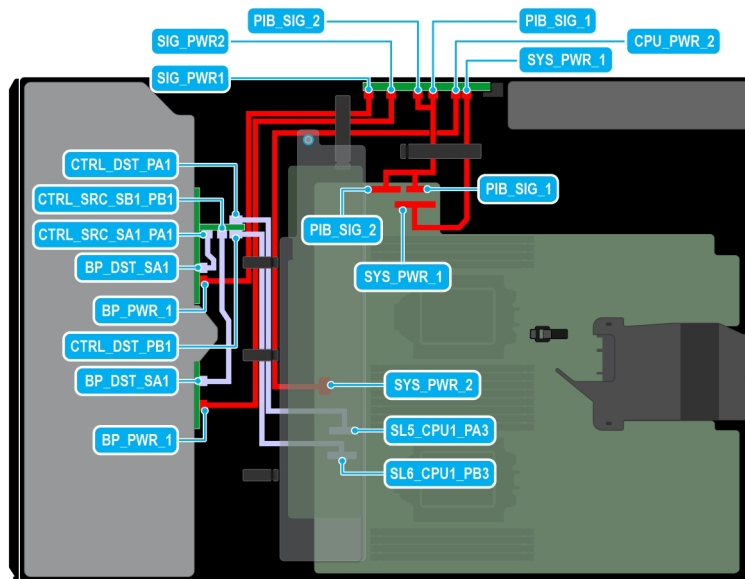 PIB_SIG_2
PIB_SIG_1
SIG_PWR2
CPU_PWR_2
SYS_PWR_1
SIG_PWR1
CTRL_DST_PA1
CTRL_SRC_SB1_PB1
CTRL_SRC_SA1_PA1
BP_DST_SA1
BP_PWR_1
CTRL_DST_PB1
BP_DST_SA1
BP_PWR_1
PIB_SIG_1
PIB_SIG_2
SYS_PWR_1
SYS_PWR_2
SL5_CPU1_PA3
SL6_CPU1_PB3